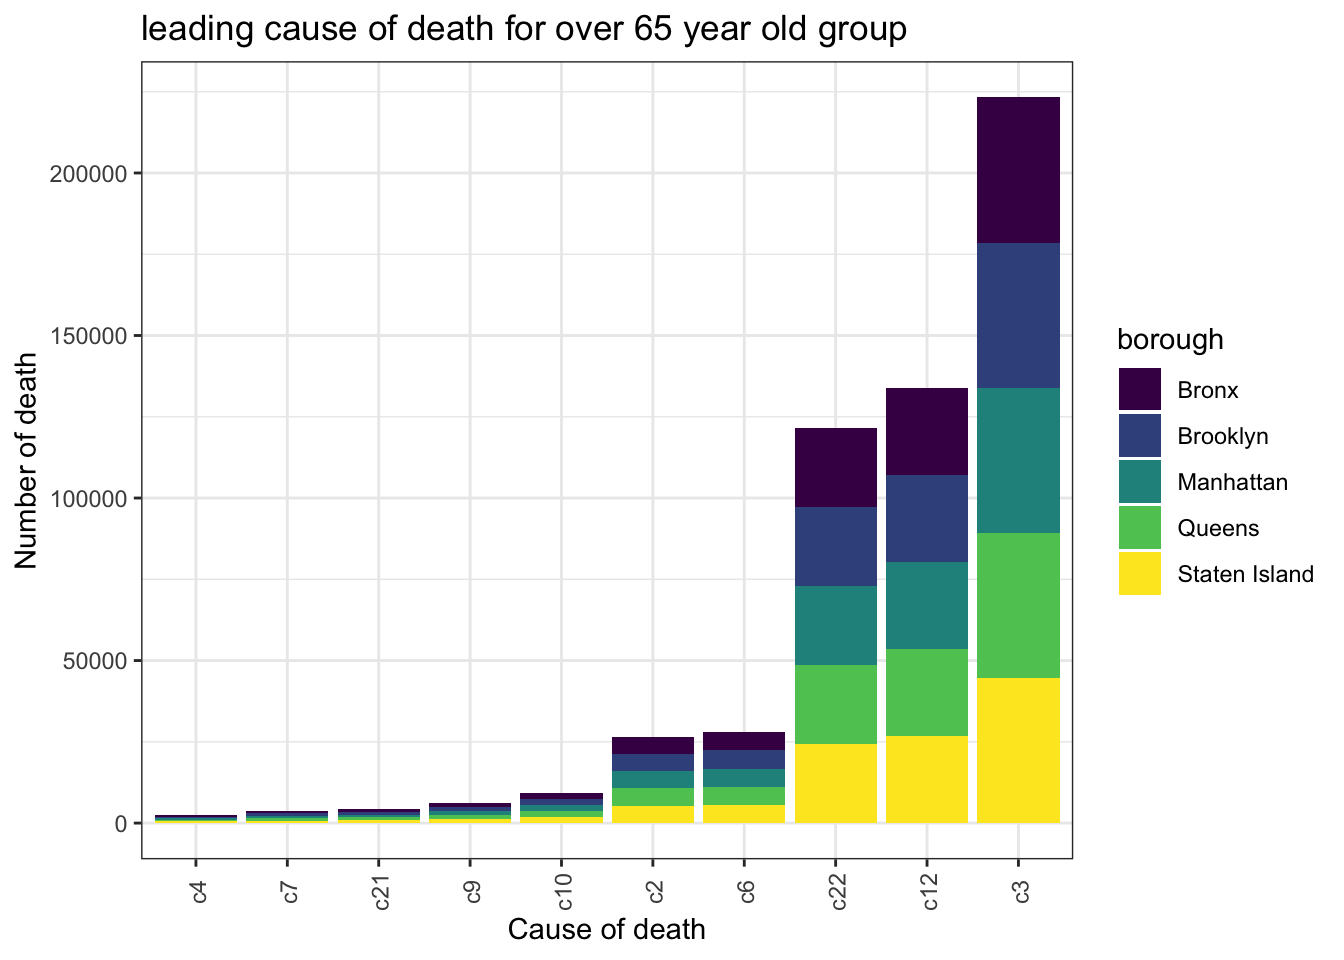 leading cause of death for over 65 year old group
Number of death
200000
150000
100000
50000
0
c4
c7
c21
c9
c10
c2
c6
c22
c12
c3
Cause of death
borough
Bronx
Brooklyn
Manhattan
Queens
Staten Island